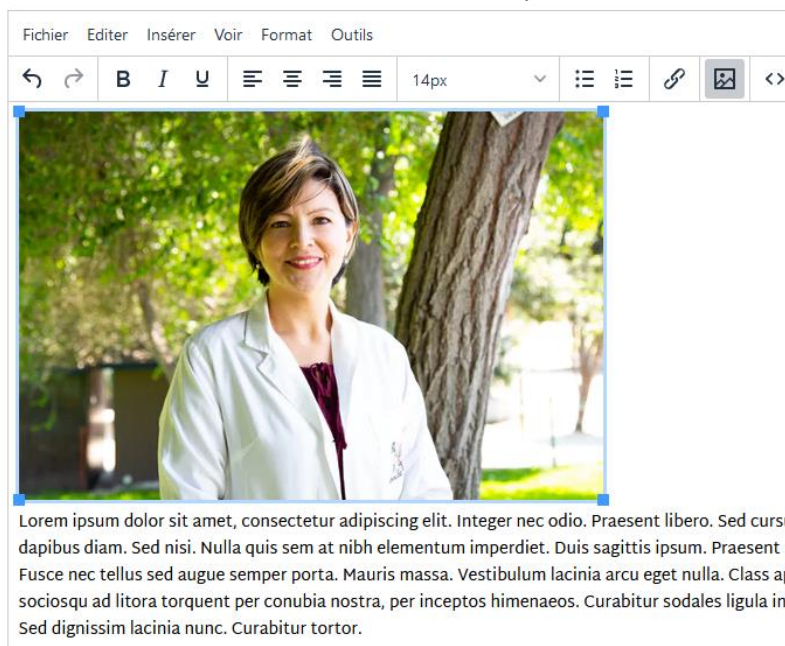 Fichier Editer Insérer Voir Format Outils
14px
Lorem ipsum dolor sit amet, consectetur adipiscing elit. Integer nec odio. Praesent libero. Sed
dapibus diam. Sed nisi. Nulla quis sem at nibh elementum imperdiet. Duis sagittis ipsum. Praesent
Fusce nec tellus sed augue semper porta. Mauris massa. Vestibulum lacinia arcu eget nulla. Class
sociosqu ad litora torquent per conubia nostra, per inceptos himenaeos. Curabitur sodales ligula in
Sed dignissim lacinia nunc. Curabitur tortor.